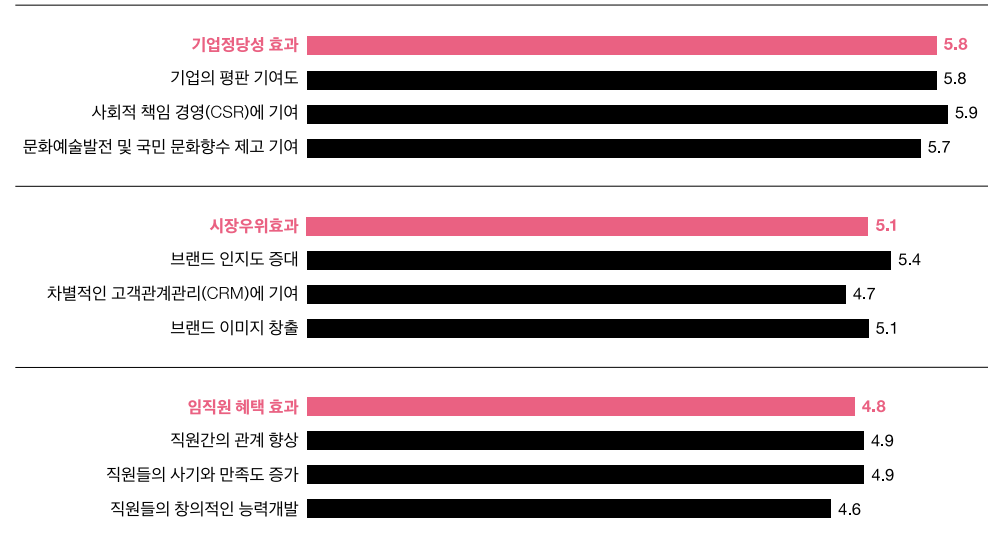 기업정당성 효과 5.8
기업의 평판 기여도 5.8
사회적 책임 경영(CSR)에 기여 5.9
문화예술발전 및 국민 문화향수 제고 기여 5.7
시장우위효과 5.1
브랜드 인지도 증대 5.4
차별적인 고객관계관리(CRM)에 기여 4.7
브랜드 이미지 창출 5.1
임직원 혜택 효과 4.8
직원간의 관계 향상 4.9
직원들의 사기와 만족도 증가 4.9
직원들의 창의적인 능력개발 4.6